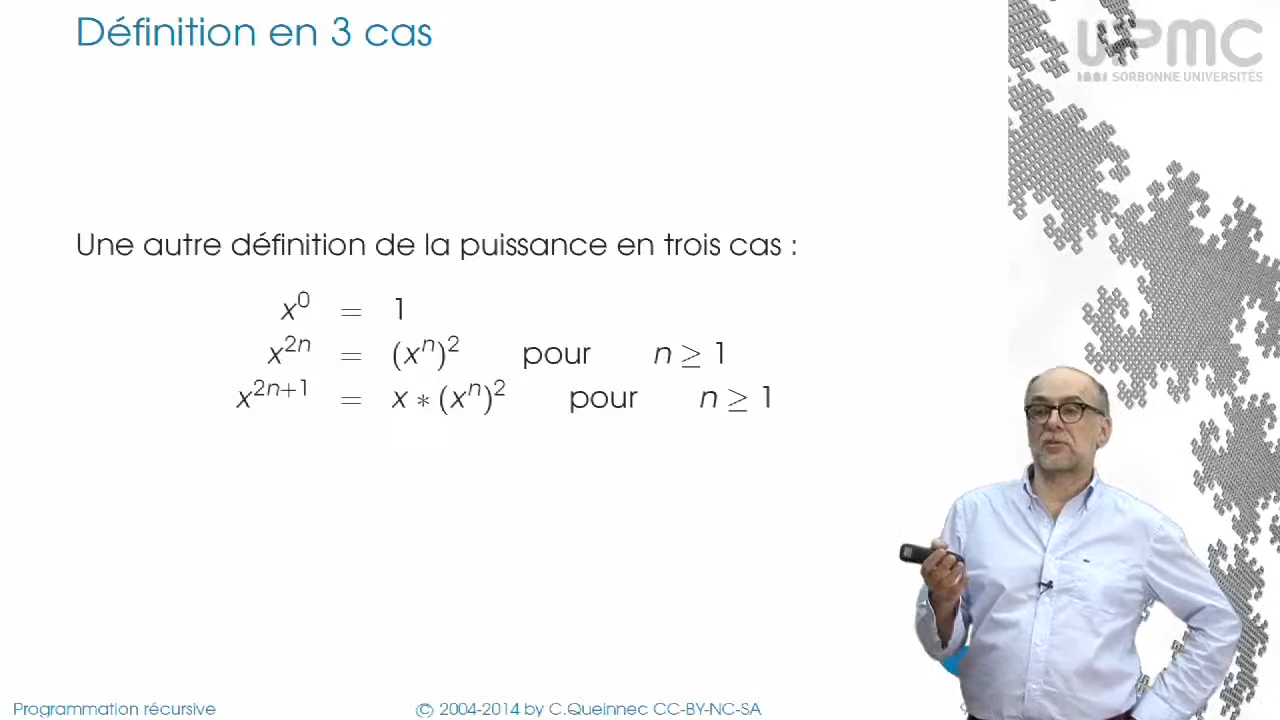 Définition en 3 cas
UPMC
SORBONNE UNIVERSITÉS
Une autre définition de la puissance en trois cas :
x⁰ = 1
x²ⁿ = (xⁿ)² pour n ≥ 1
x²ⁿ⁺¹ = x ∗ (xⁿ)² pour n ≥ 1
Programmation récursive
© 2004-2014 by C.Queinnec CC-BY-NC-SA